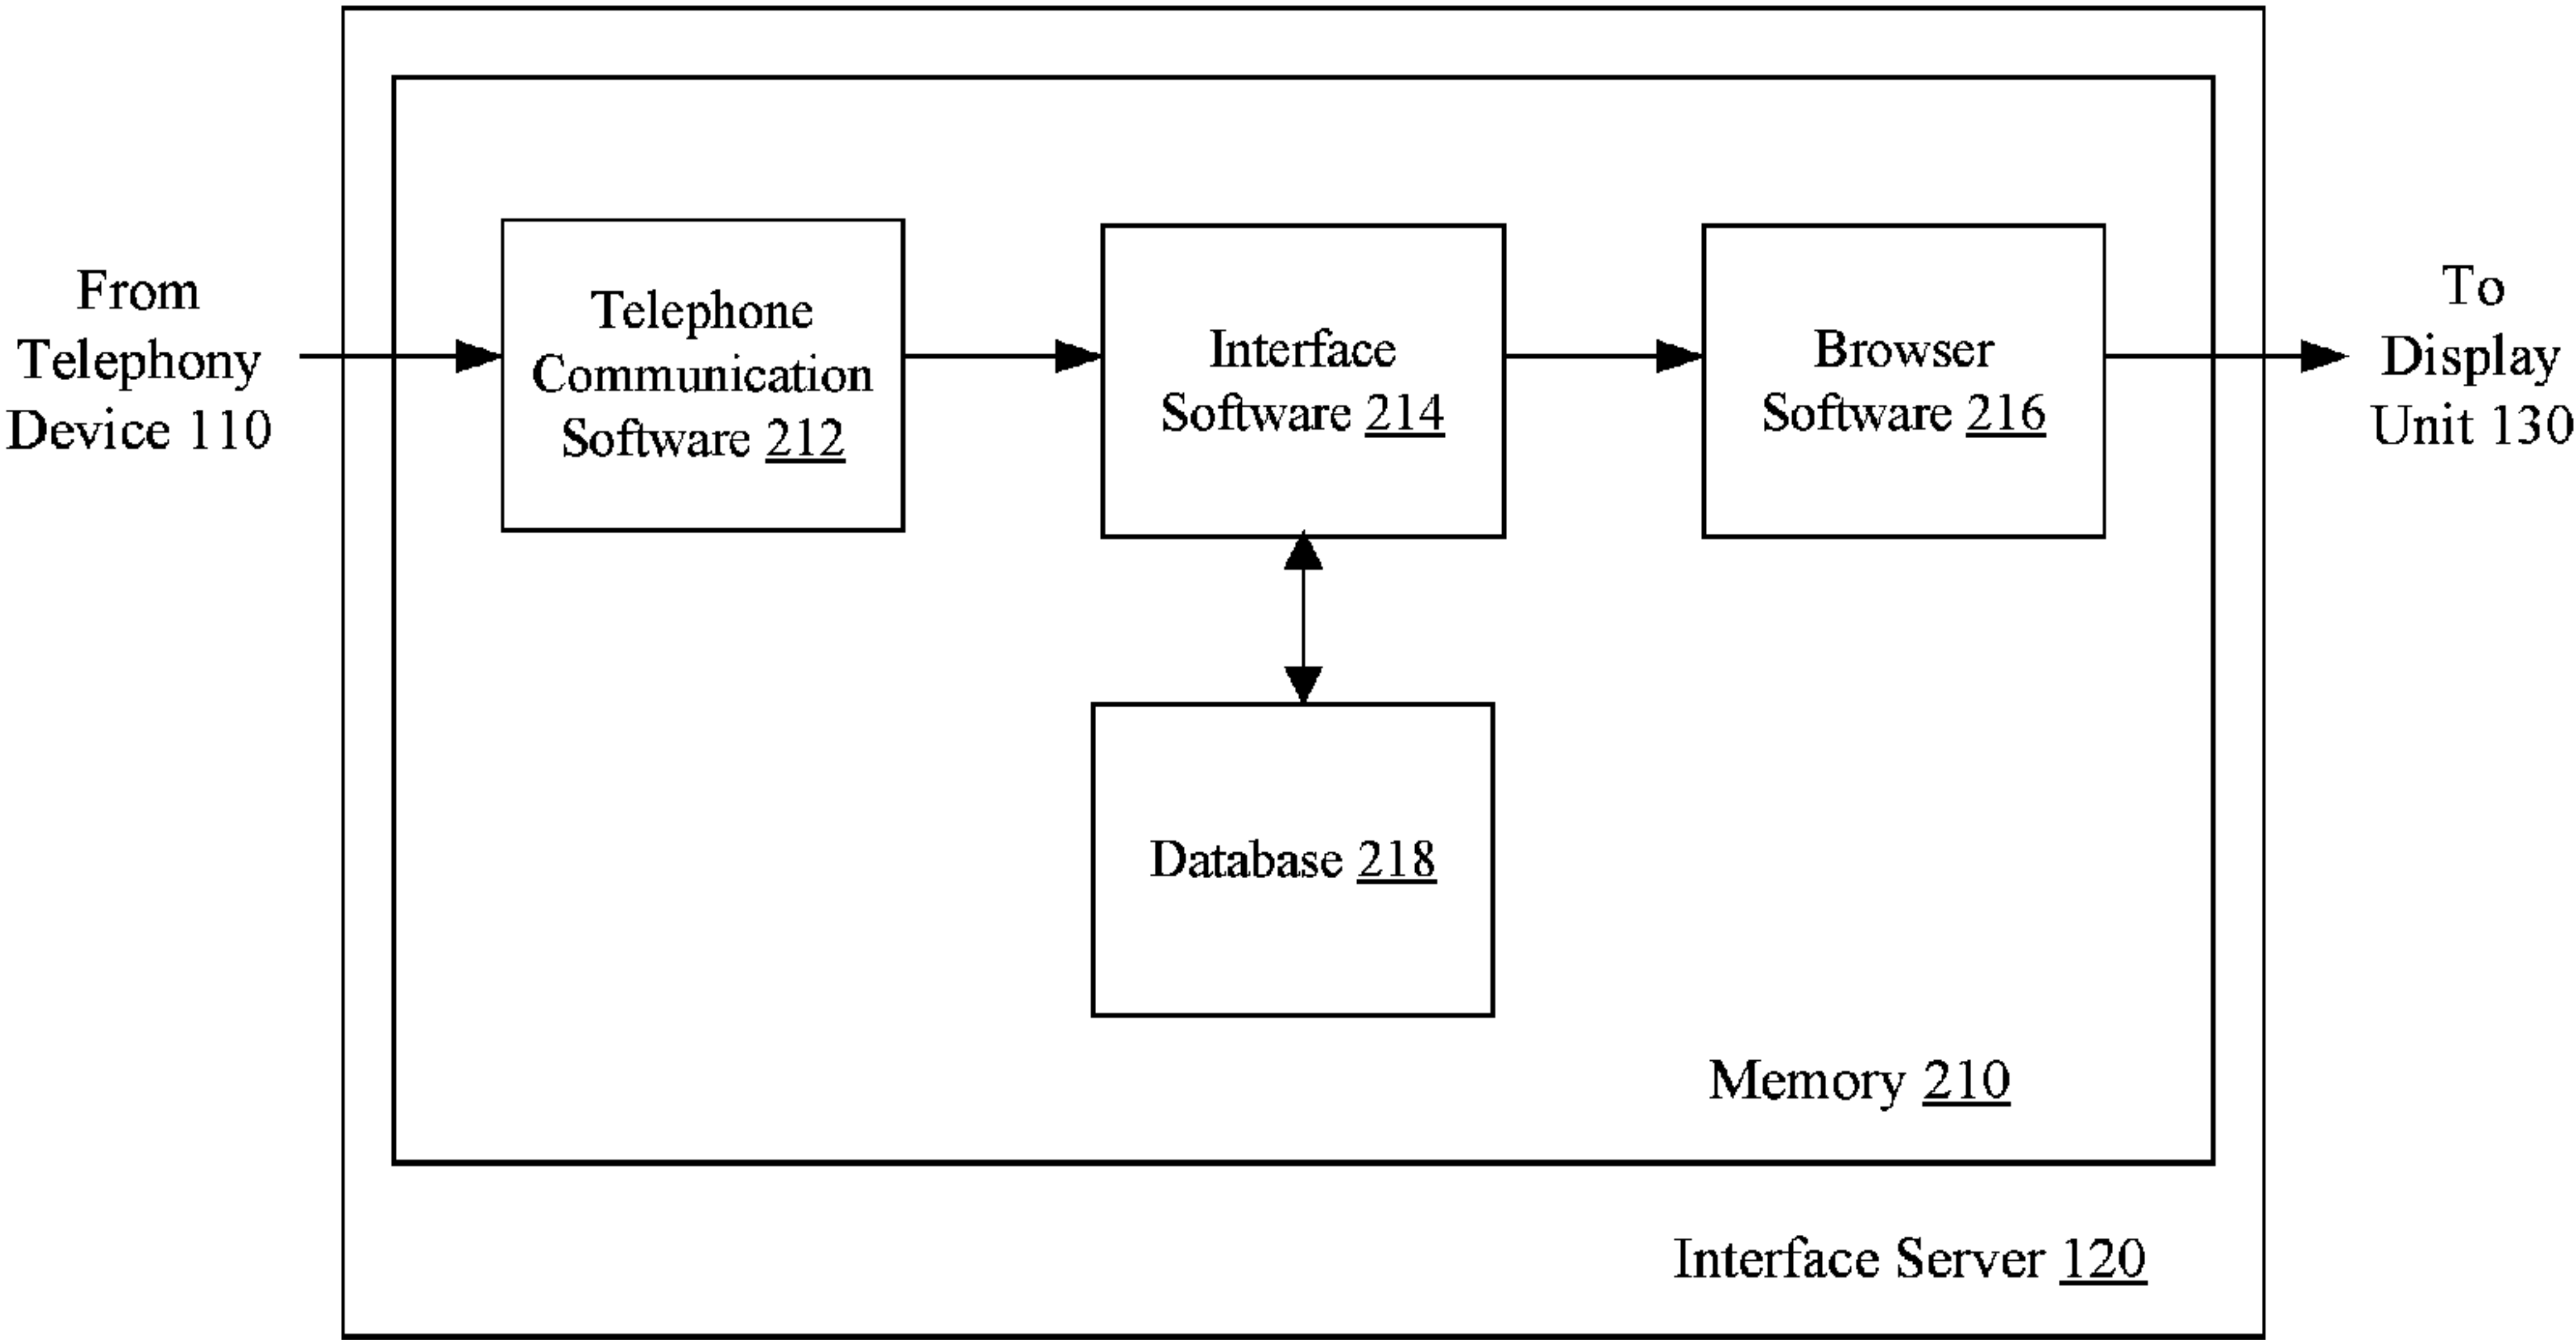 From
Telephony
Device 110
Telephone
Communication
Software 212
Interface
Software 214
Browser
Software 216
To
Display
Unit 130
Database 218
Memory 210
Interface Server 120